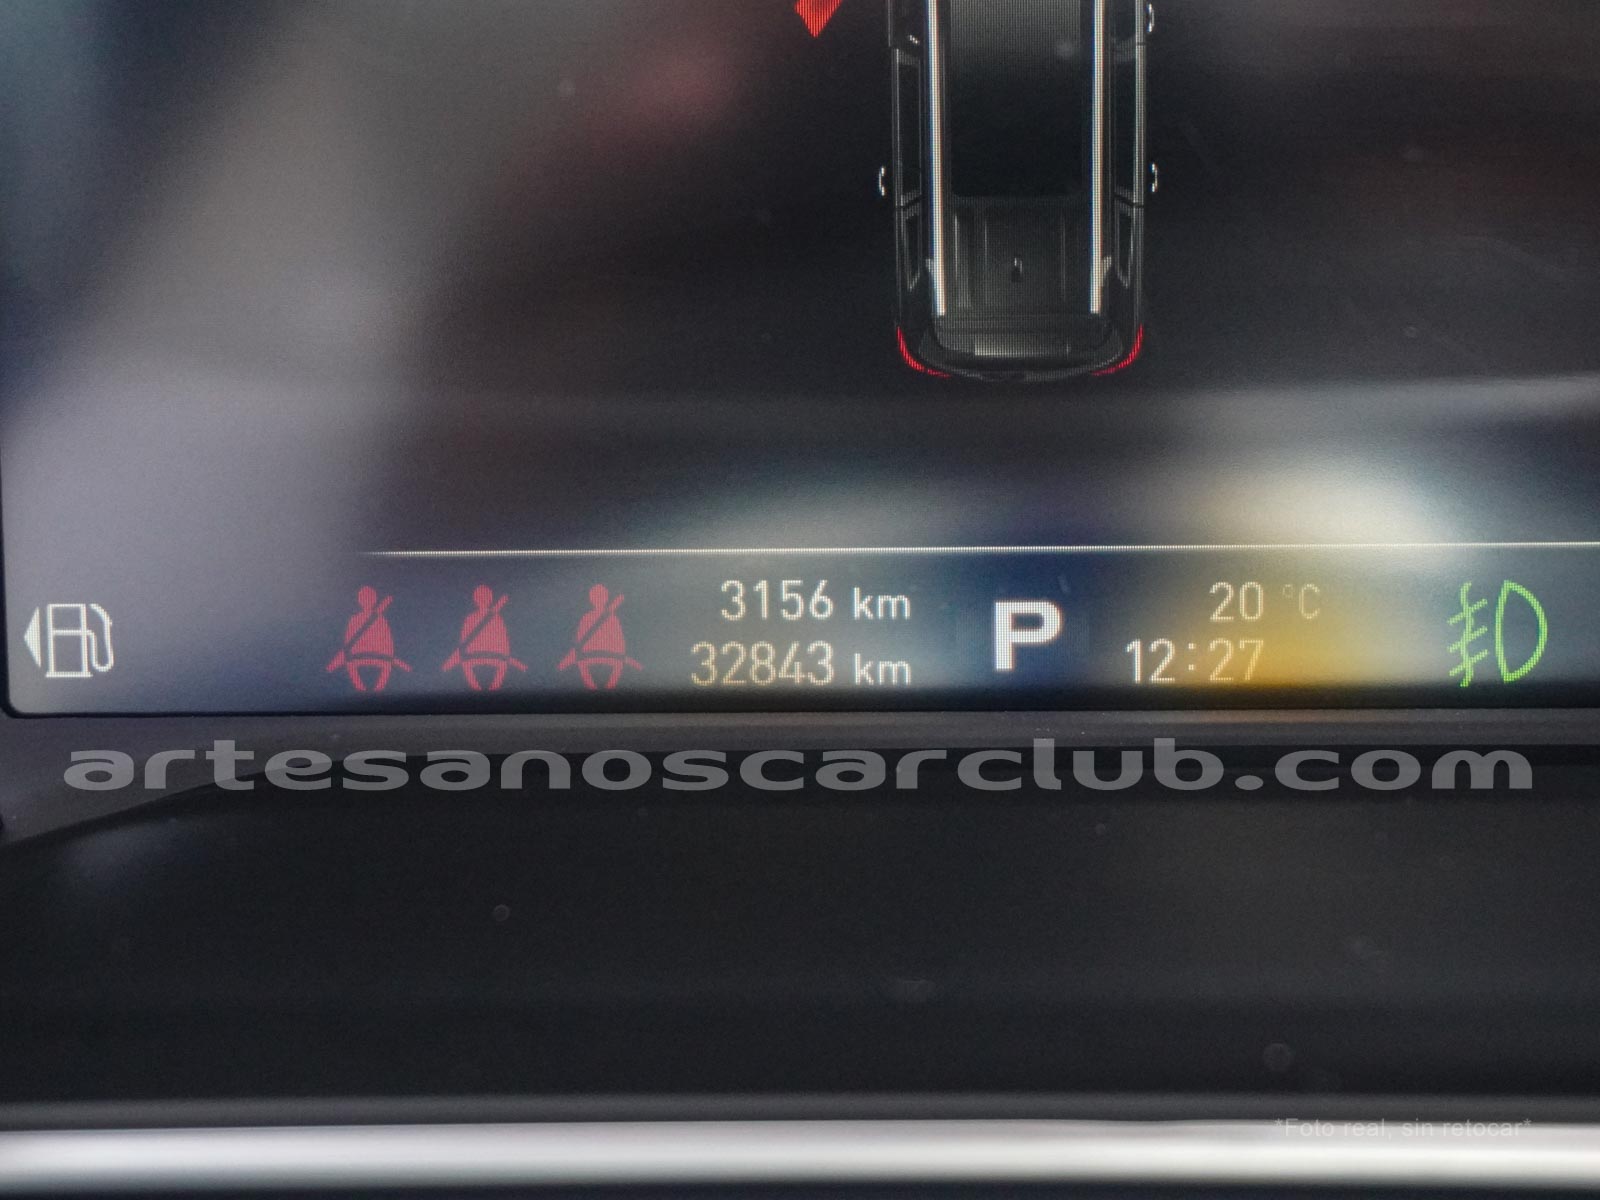 3156 km
32843 km
P
20 °C
12:27
artesanoscarclub.com
*Foto real, sin retocar*